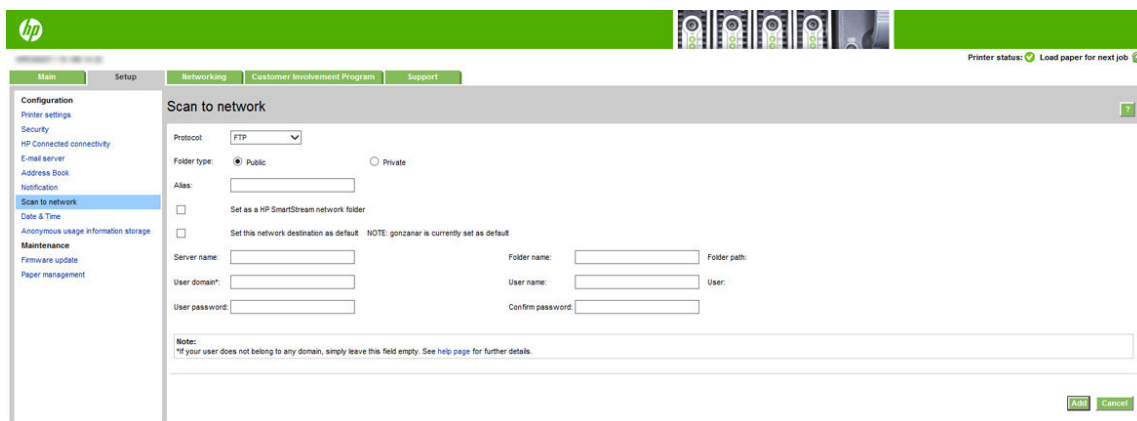 hp
Printer status: Load paper for next job
Main Setup Networking Customer Involvement Program Support
Configuration
Printer settings
Security
HP Connected connectivity
E-mail server
Address Book
Notification
Scan to network
Date & Time
Anonymous usage information storage
Maintenance
Firmware update
Paper management
Scan to network
?
Protocol: FTP
Folder type: Public Private
Alias:
Set as a HP SmartStream network folder
Set this network destination as default NOTE: gonzanar is currently set as default
Server name: Folder name: Folder path:
User domain*: User name: User:
User password: Confirm password:
Note:
*If your user does not belong to any domain, simply leave this field empty. See help page for further details.
Add Cancel